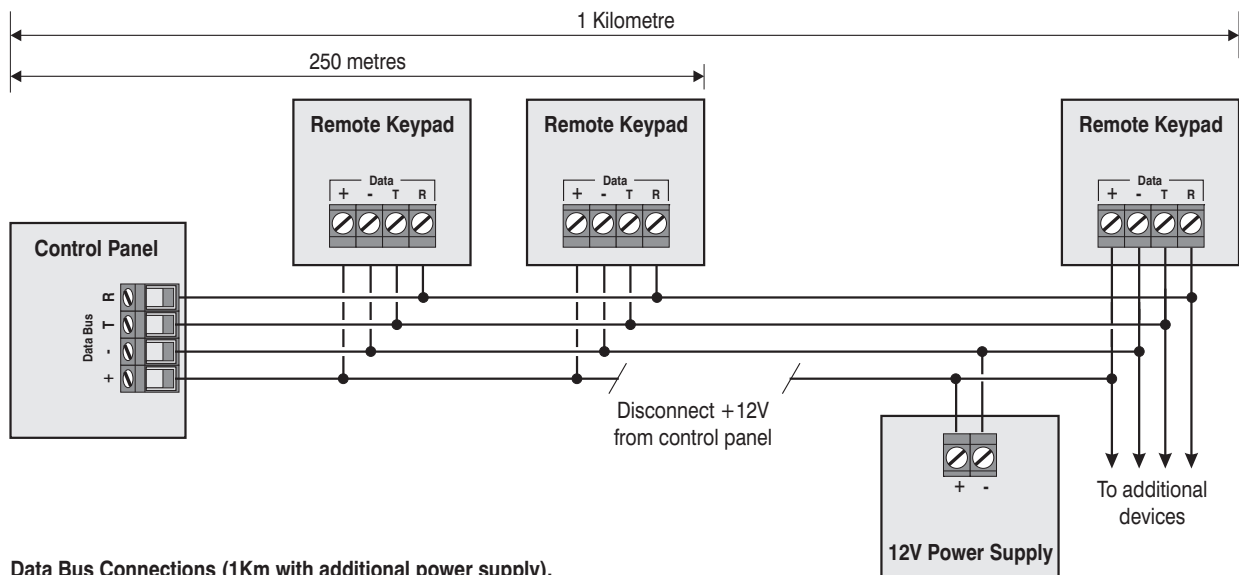 1 Kilometre
250 metres
Remote Keypad
Data
+ - T R
Remote Keypad
Data
+ - T R
Remote Keypad
Data
+ - T R
Control Panel
Data Bus
R
T
-
+
Disconnect +12V
from control panel
+ -
12V Power Supply
To additional
devices
Data Bus Connections (1Km with additional power supply).